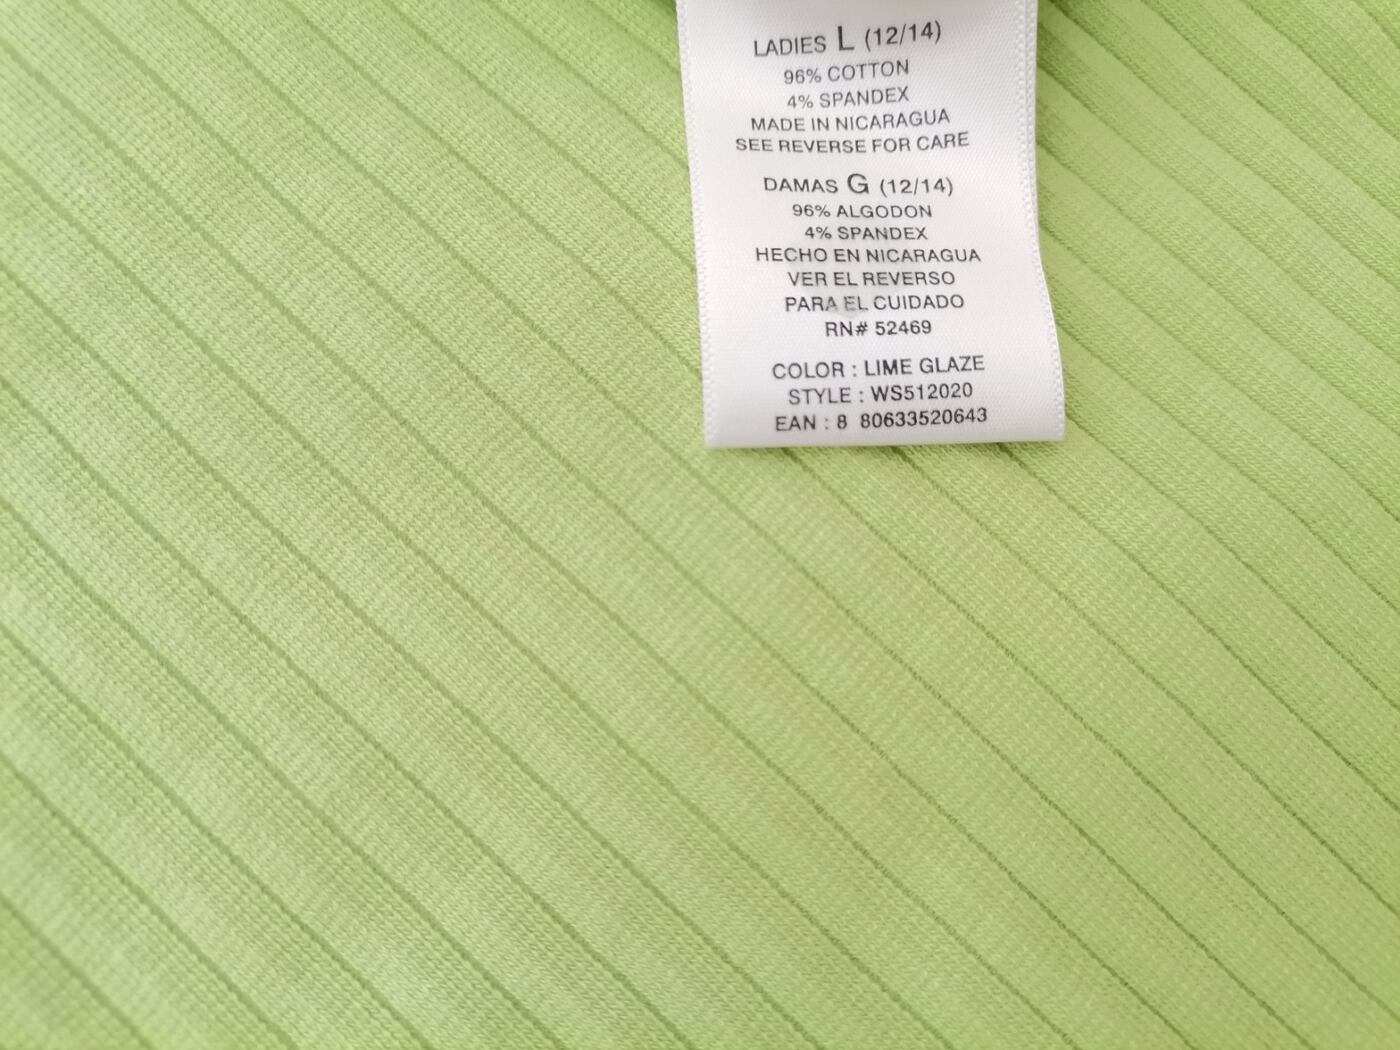 LADIES L (12/14)
96% COTTON
4% SPANDEX
MADE IN NICARAGUA
SEE REVERSE FOR CARE
DAMAS G (12/14)
96% ALGODON
4% SPANDEX
HECHO EN NICARAGUA
VER EL REVERSO
PARA EL CUIDADO
RN# 52469
COLOR : LIME GLAZE
STYLE : WS512020
EAN : 8 80633520643